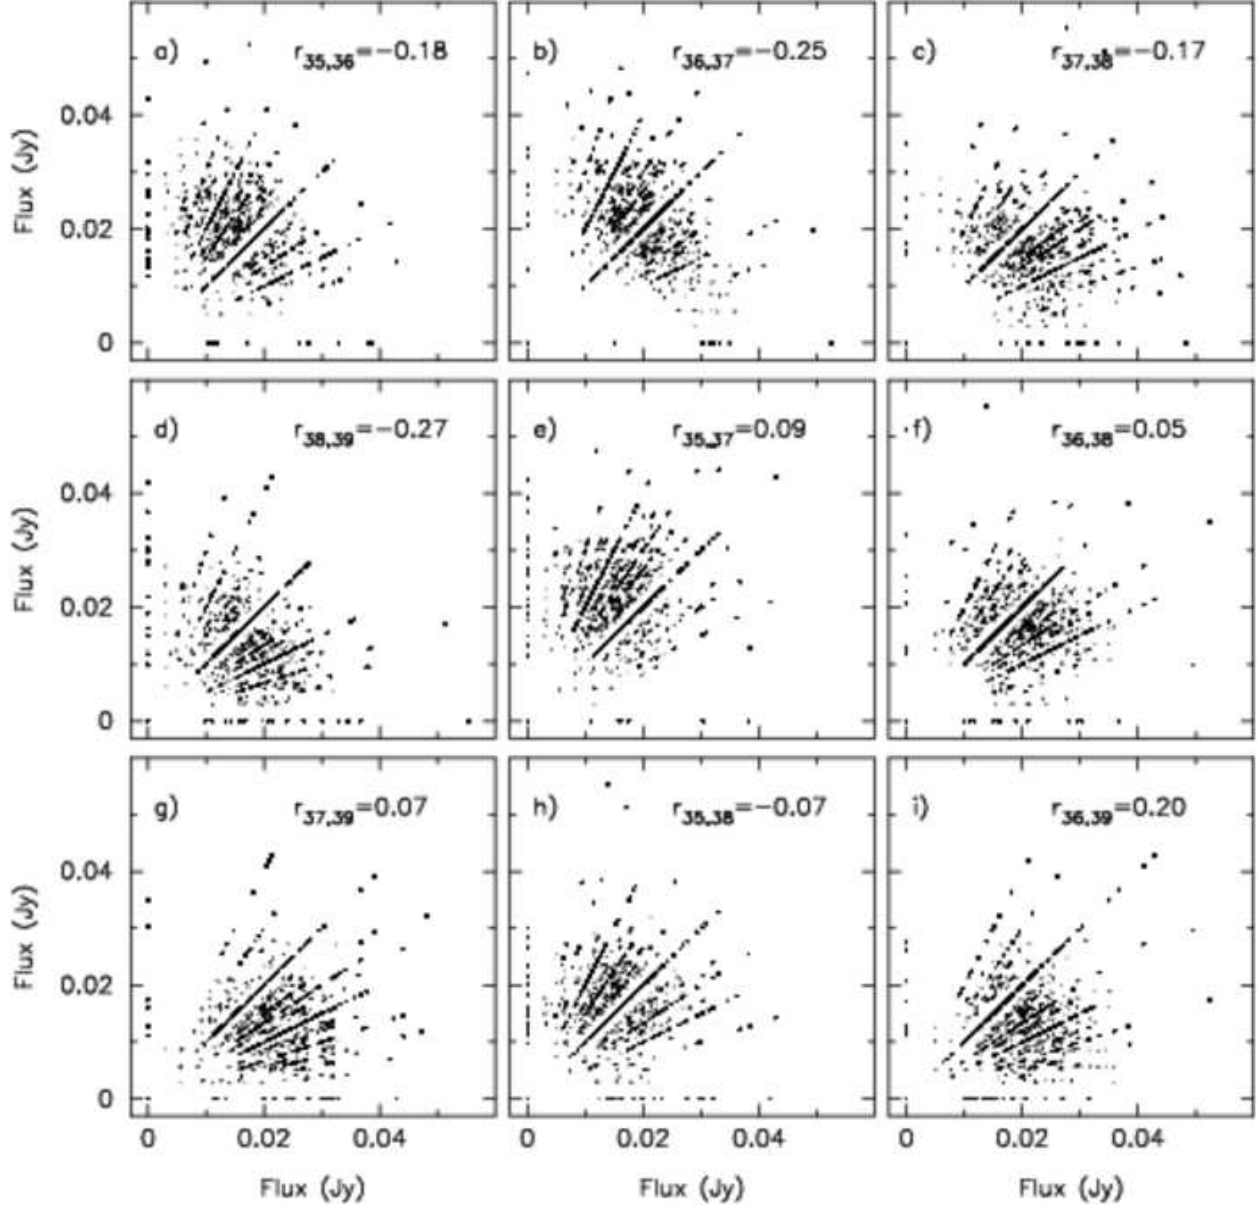 a) r35,36=−0.18
b) r36,37=−0.25
c) r37,38=−0.17
0.04
Flux (Jy)
0.02
0
d) r38,39=−0.27
e) r35,37=0.09
f) r36,38=0.05
0.04
Flux (Jy)
0.02
0
g) r37,39=0.07
h) r35,38=−0.07
i) r36,39=0.20
0.04
Flux (Jy)
0.02
0
0 0.02 0.04
0 0.02 0.04
0 0.02 0.04
Flux (Jy)
Flux (Jy)
Flux (Jy)